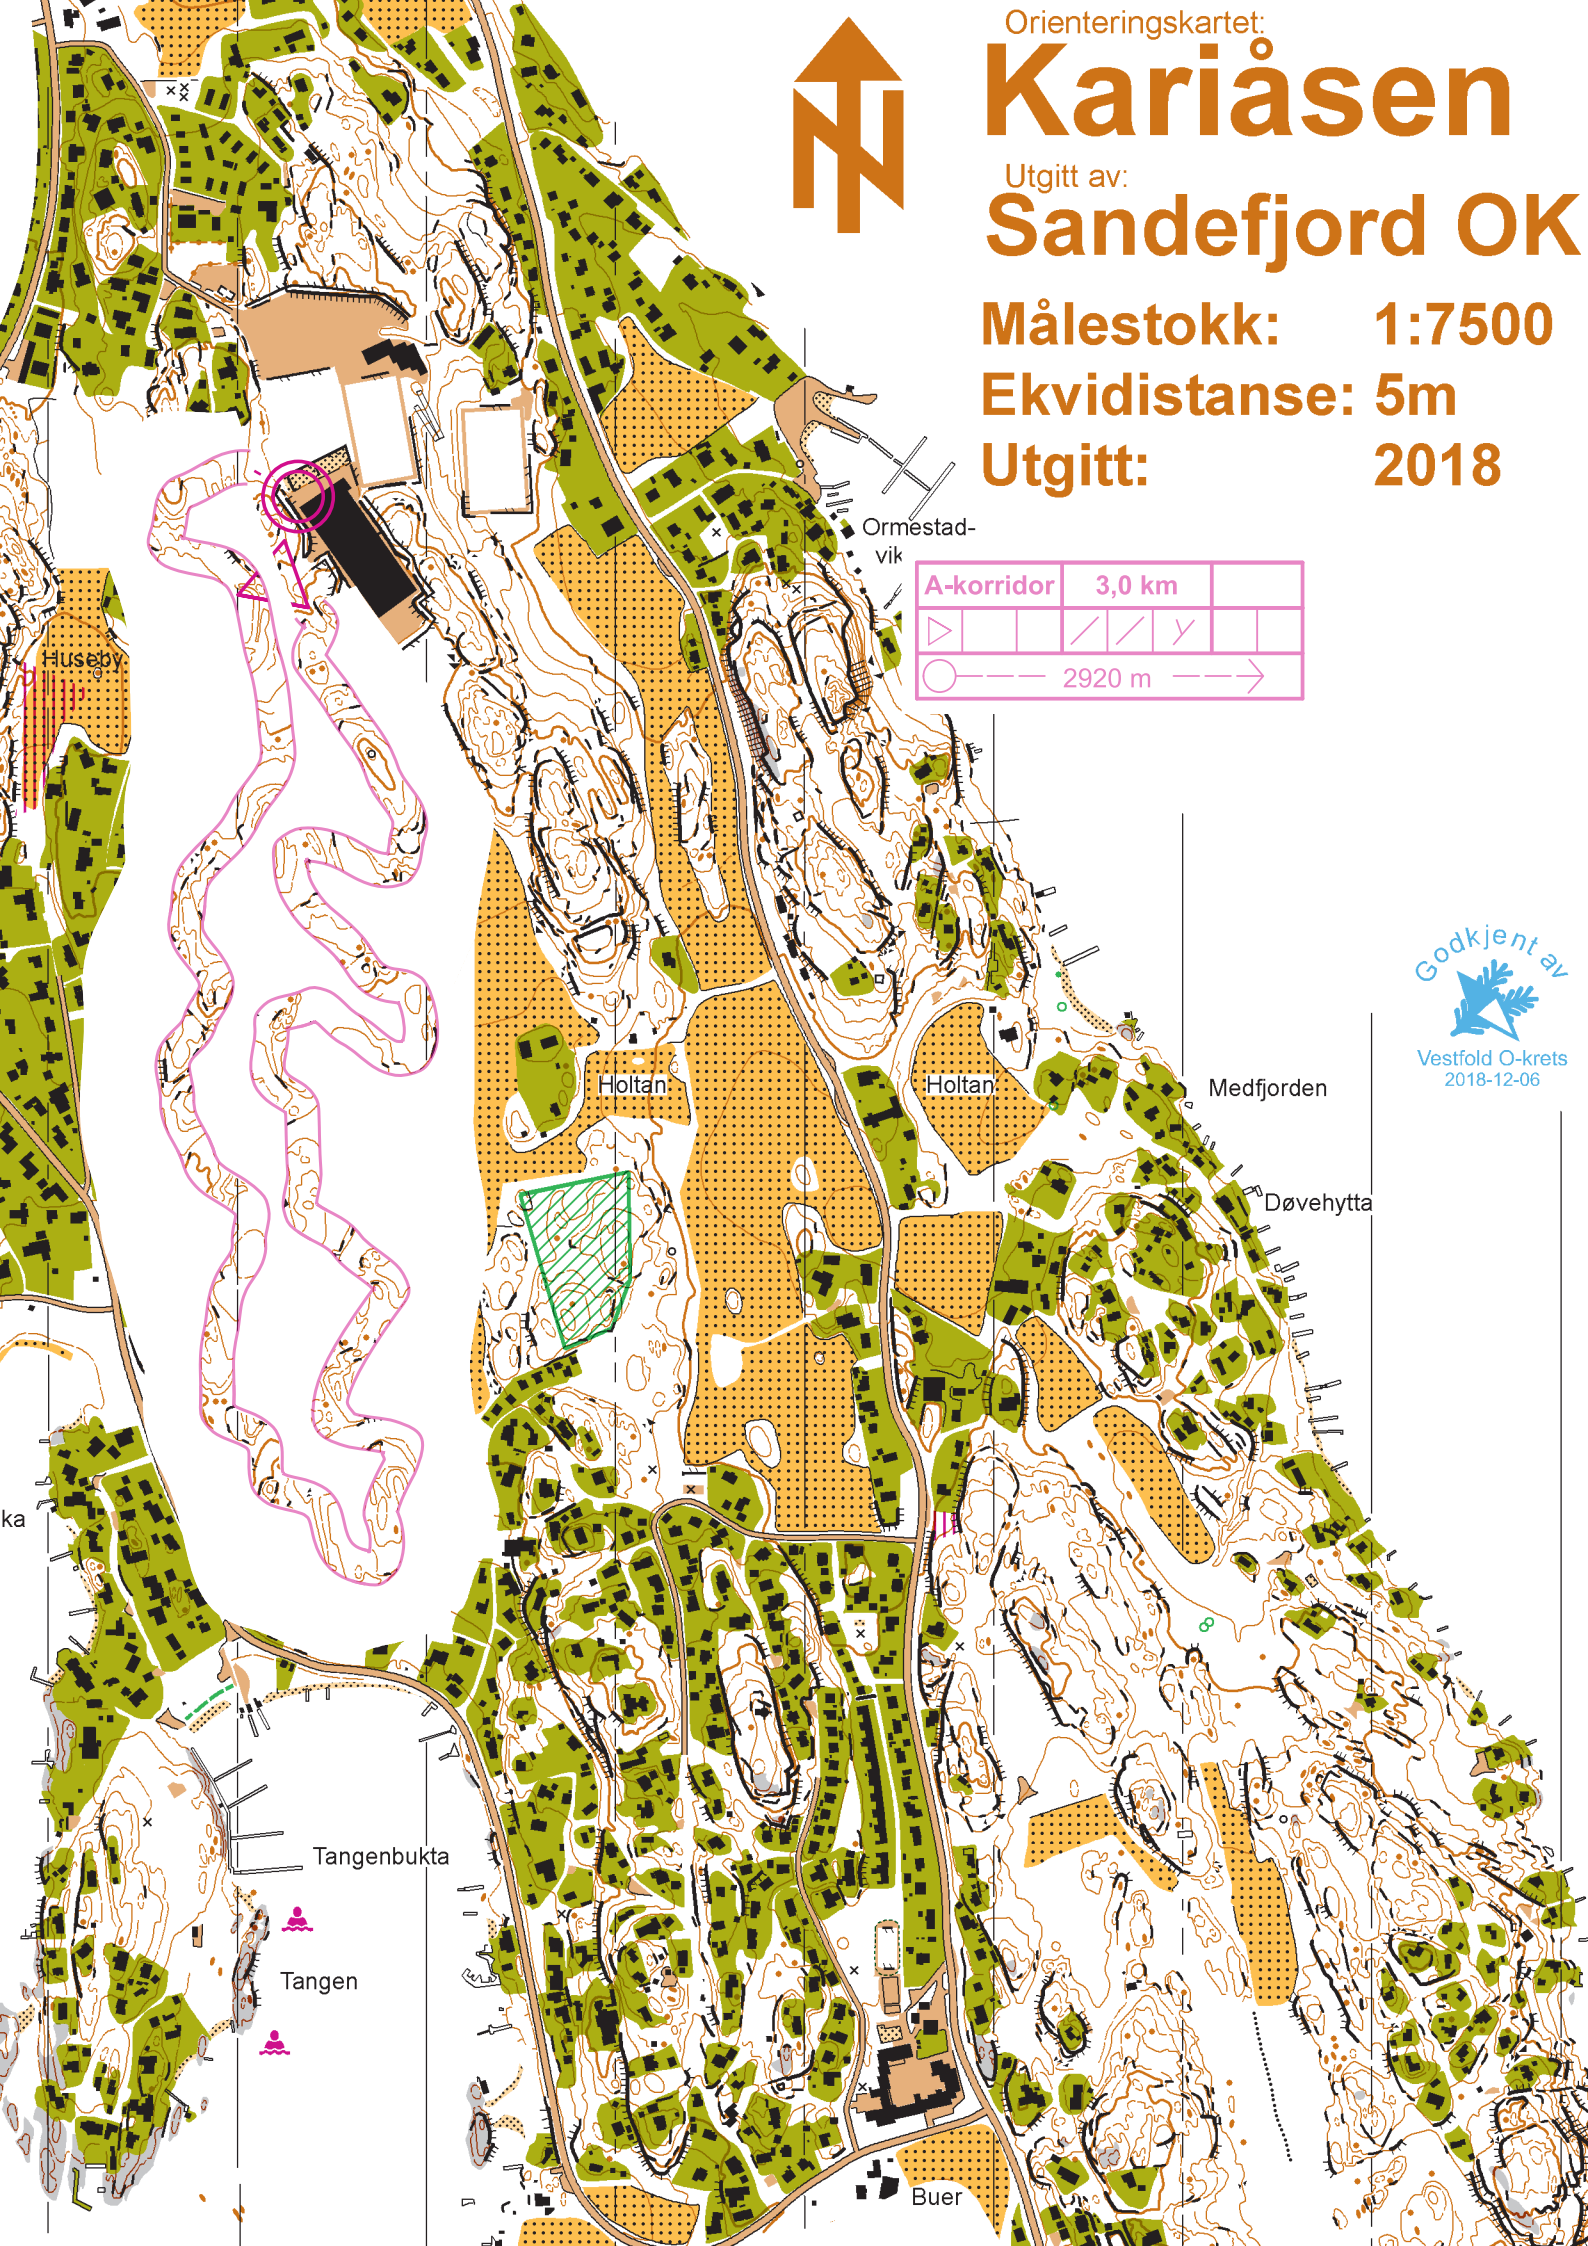 Orienteringskartet:
Kariåsen
Utgitt av:
Sandefjord OK
Målestokk: 1:7500
Ekvidistanse: 5m
Utgitt: 2018
Ormestad-
vik
A-korridor 3,0 km
2920 m
Huseby
Godkjent av
Vestfold O-krets
2018-12-06
Holtan
Holtan
Medfjorden
Døvehytta
ka
Tangenbukta
Tangen
Buer